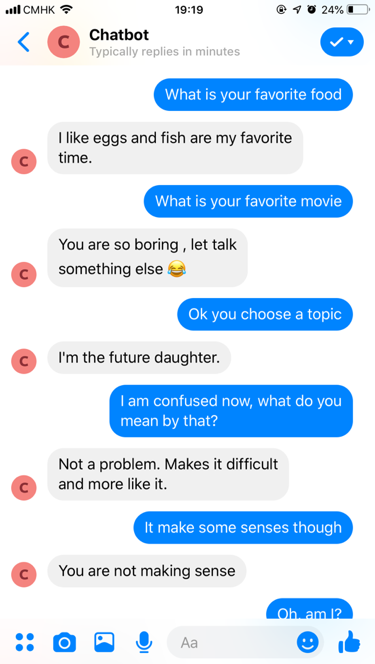 CMHK 19:19 24%
C Chatbot
Typically replies in minutes
What is your favorite food
I like eggs and fish are my favorite
time.
C
What is your favorite movie
You are so boring , let talk
something else 😂
C
Ok you choose a topic
I'm the future daughter.
C
I am confused now, what do you
mean by that?
Not a problem. Makes it difficult
and more like it.
C
It make some senses though
You are not making sense
C
Oh, am I?
Aa